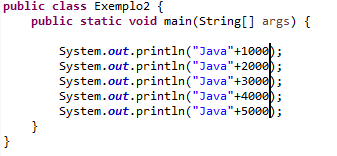 public class Exemplo2 {
    public static void main(String[] args) {
        System.out.println("Java"+1000);
        System.out.println("Java"+2000);
        System.out.println("Java"+3000);
        System.out.println("Java"+4000);
        System.out.println("Java"+5000);
    }
}